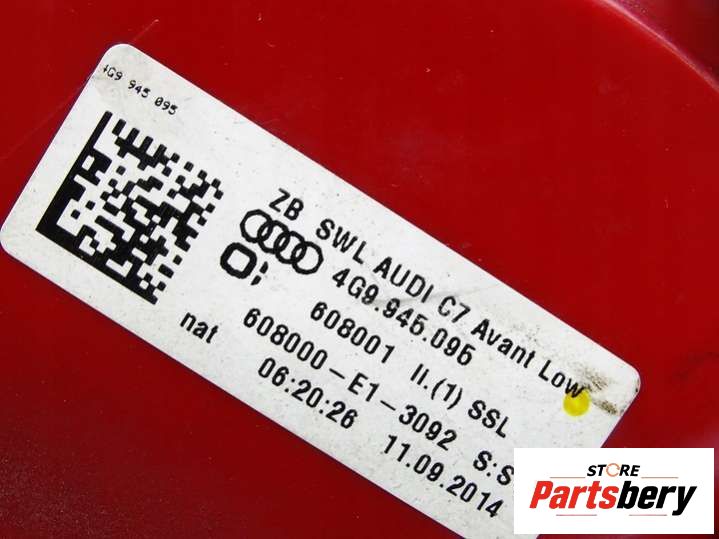 4G9 945 095
ZB SWL AUDI C7 Avant Low
4G9.945.095
O;
608001 II.(1) SSL
nat 608000-E1-3092 S:S
06:20:26 11.09.2014
STORE
Partsbery